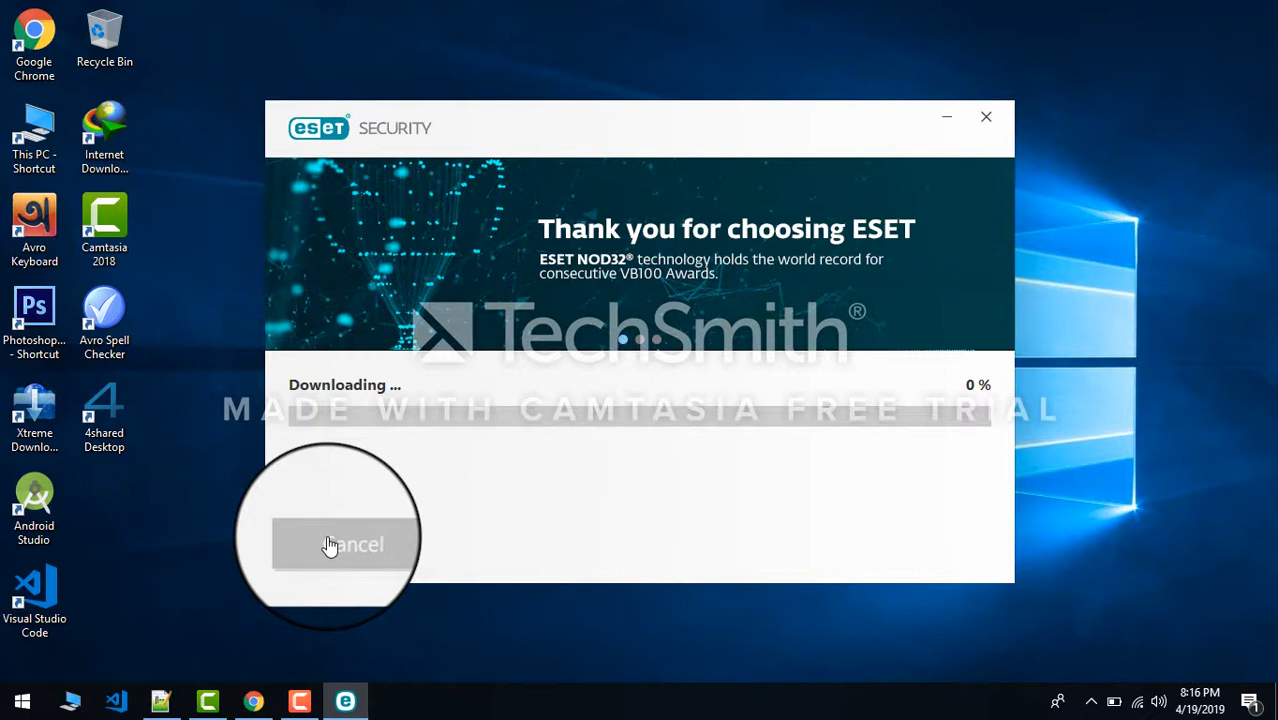 Google
Chrome
Recycle Bin
This PC -
Shortcut
Internet
Downlo...
Avro
Keyboard
Camtasia
2018
Ps
Photoshop...
- Shortcut
Avro Spell
Checker
Xtreme
Downlo...
4shared
Desktop
Android
Studio
Visual Studio
Code
eset® SECURITY
Thank you for choosing ESET
ESET NOD32® technology holds the world record for
consecutive VB100 Awards.
TechSmith®
Downloading ...
0 %
MADE WITH CAMTASIA FREE TRIAL
Cancel
e
8:16 PM
4/19/2019
1